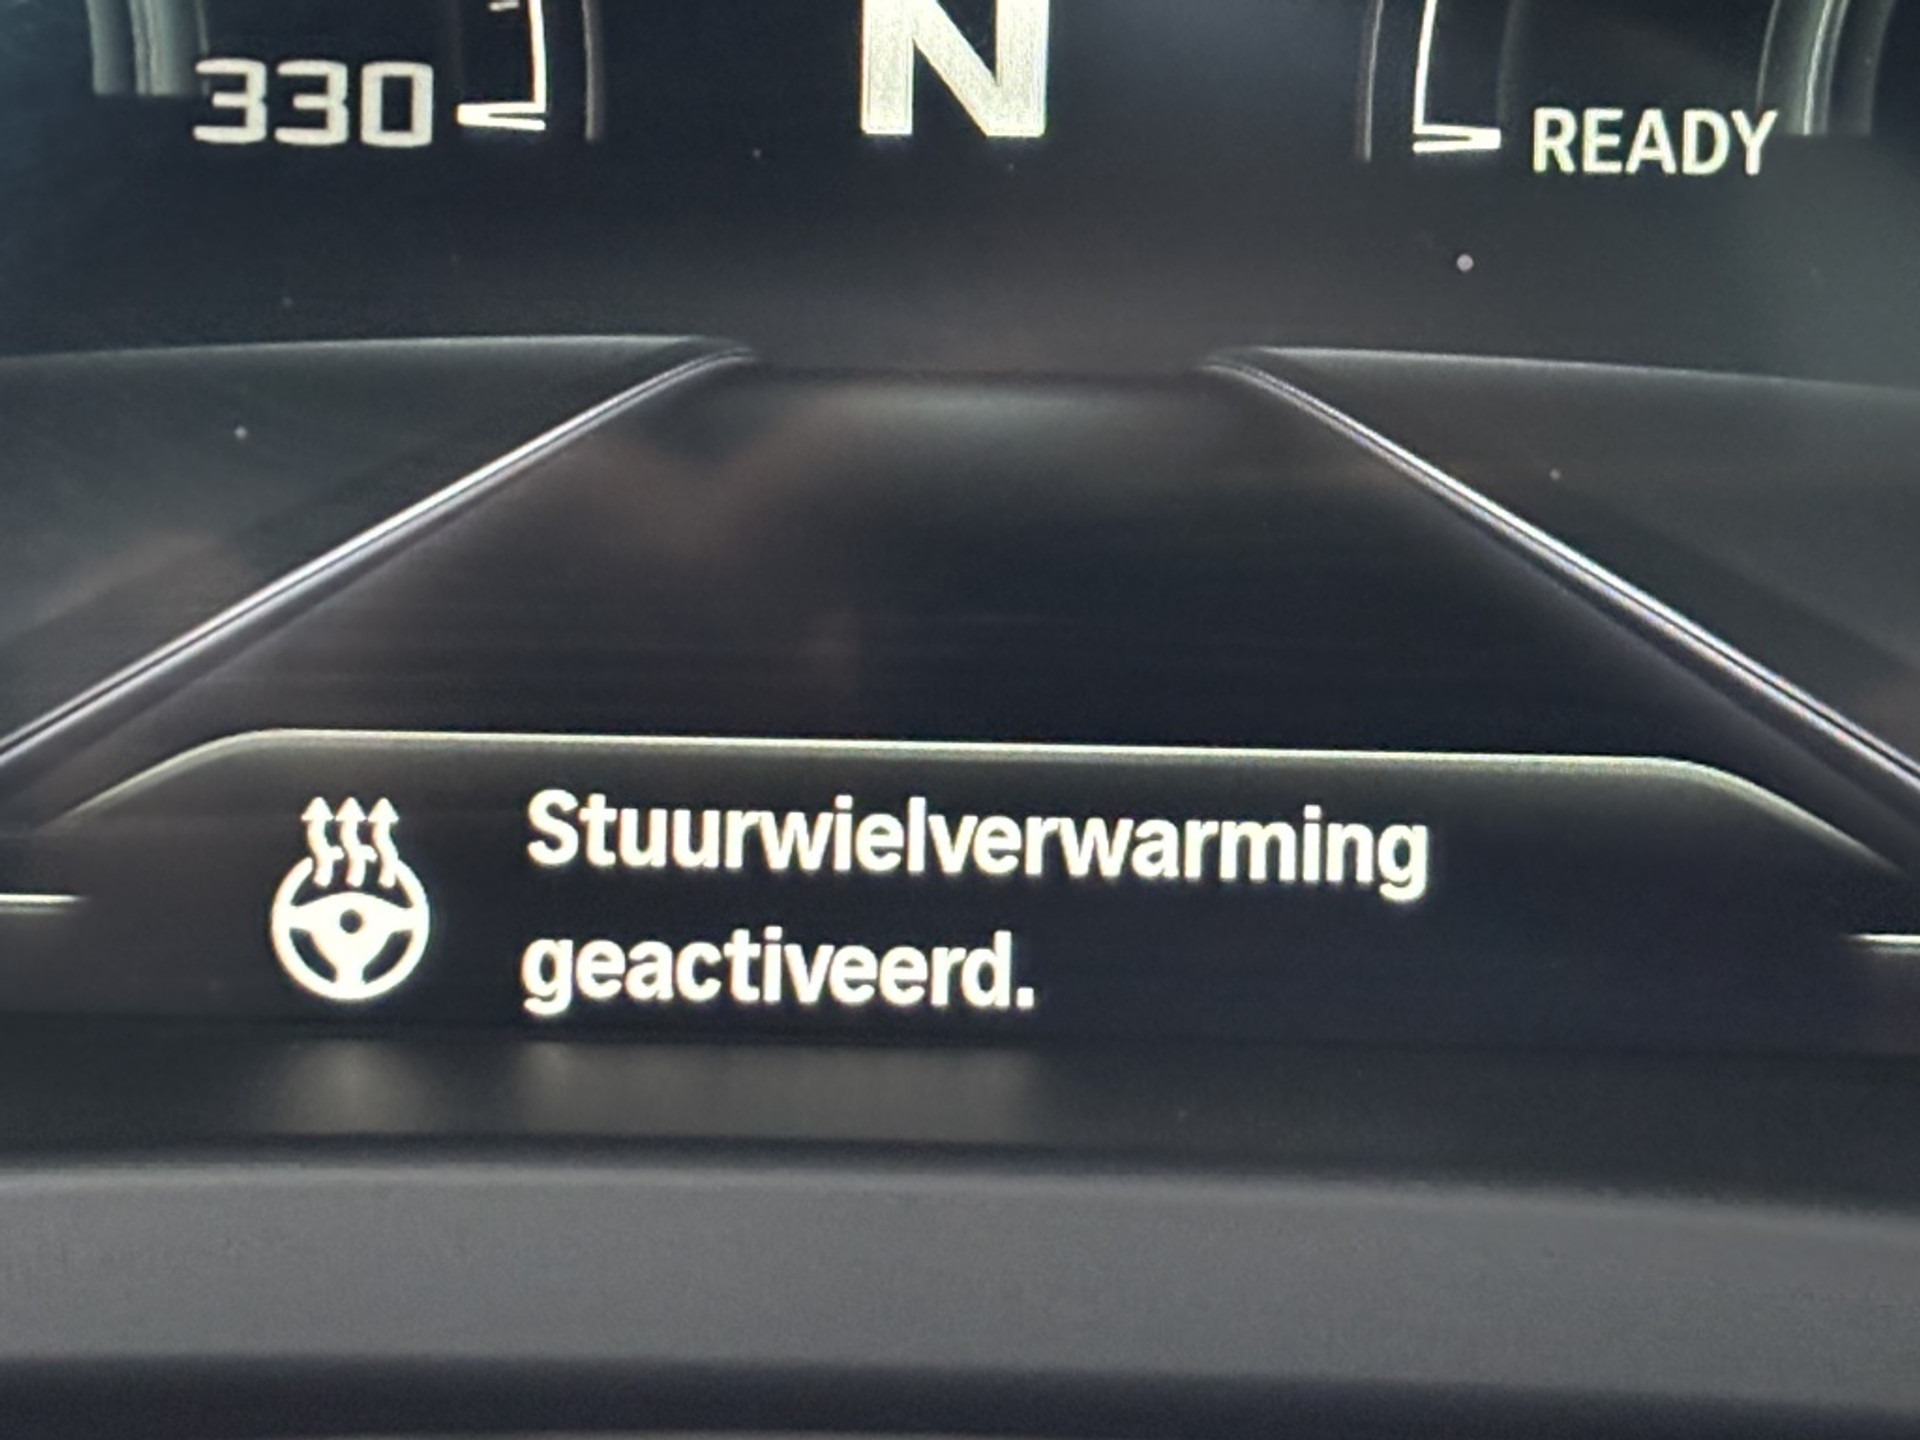 330
N
READY
Stuurwielverwarming
geactiveerd.